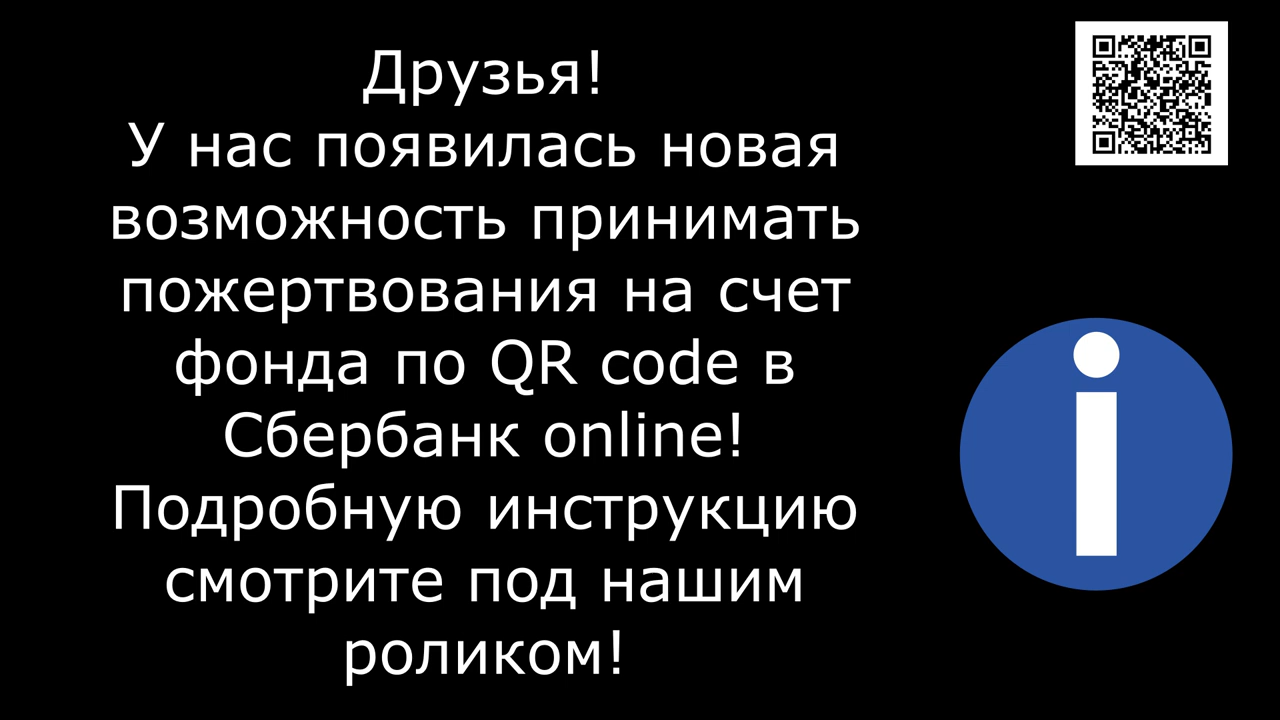 Друзья!
У нас появилась новая
возможность принимать
пожертвования на счет
фонда по QR code в
Сбербанк online!
Подробную инструкцию
смотрите под нашим
роликом!